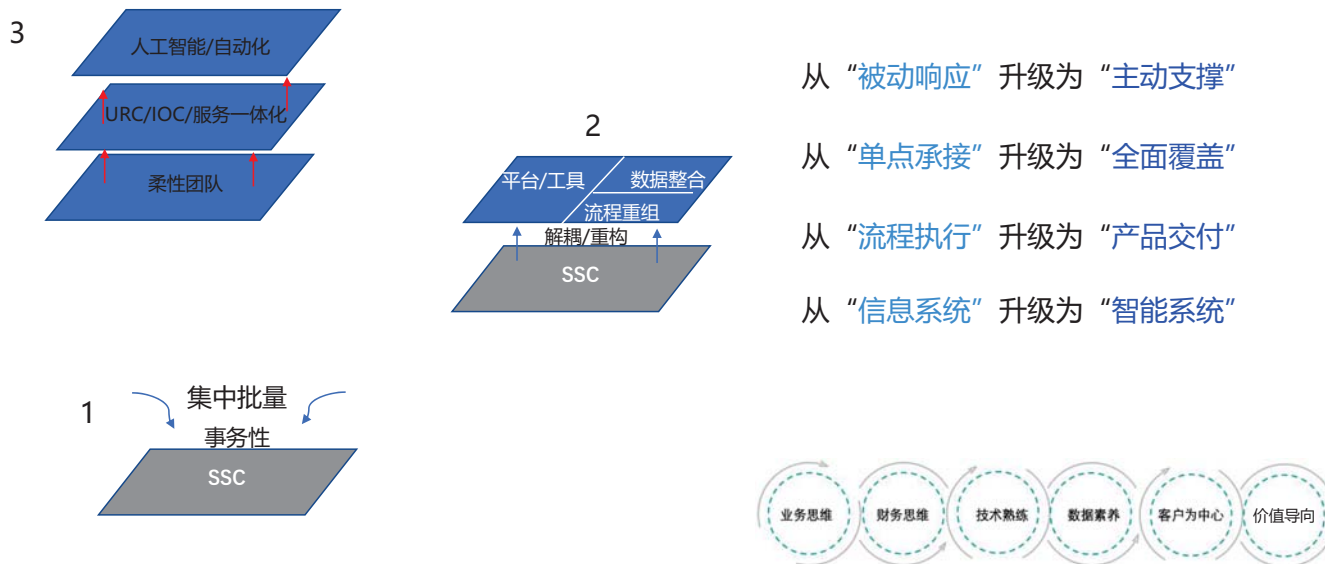 3
人工智能/自动化
URC/IOC/服务一体化
柔性团队
2
平台/工具
数据整合
流程重组
解耦/重构
SSC
1
集中批量
事务性
SSC
从“被动响应”升级为“主动支撑”
从“单点承接”升级为“全面覆盖”
从“流程执行”升级为“产品交付”
从“信息系统”升级为“智能系统”
业务思维 财务思维 技术熟练 数据素养 客户为中心 价值导向